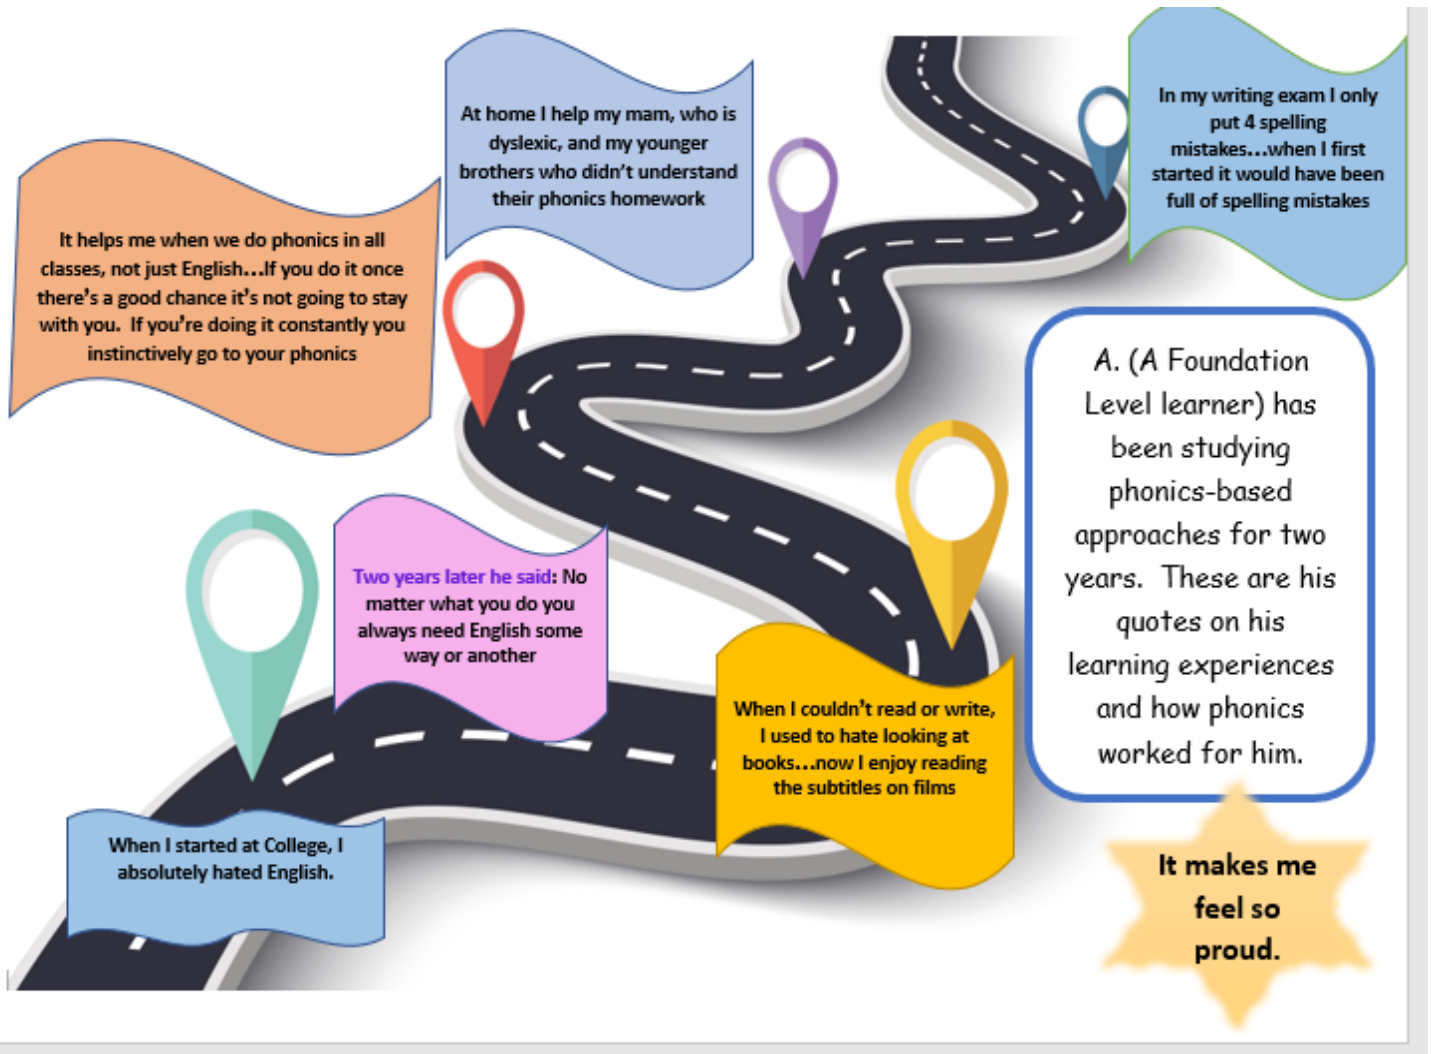 At home I help my mam, who is
dyslexic, and my younger
brothers who didn't understand
their phonics homework
In my writing exam I only
put 4 spelling
mistakes...when I first
started it would have been
full of spelling mistakes
It helps me when we do phonics in all
classes, not just English...If you do it once
there's a good chance it's not going to stay
with you.  If you're doing it constantly you
instinctively go to your phonics
A. (A Foundation
Level learner) has
been studying
phonics-based
approaches for two
years.  These are his
quotes on his
learning experiences
and how phonics
worked for him.
Two years later he said: No
matter what you do you
always need English some
way or another
When I couldn't read or write,
I used to hate looking at
books...now I enjoy reading
the subtitles on films
When I started at College, I
absolutely hated English.
It makes me
feel so
proud.